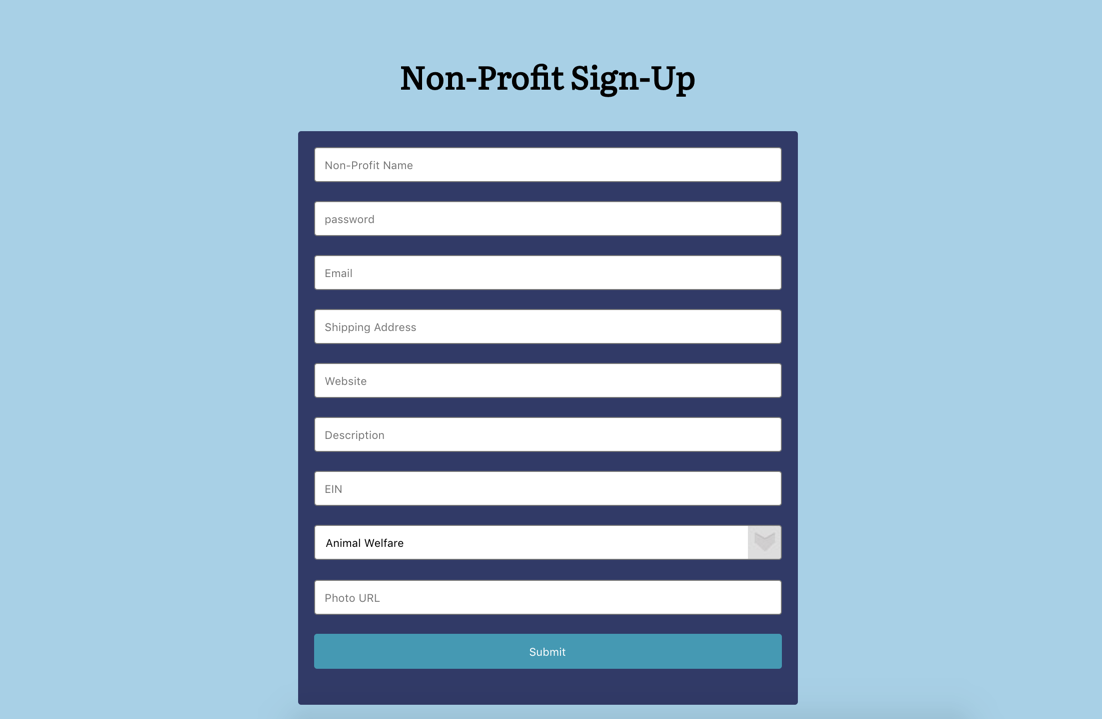 Non-Profit Sign-Up
Non-Profit Name
password
Email
Shipping Address
Website
Description
EIN
Animal Welfare
Photo URL
Submit